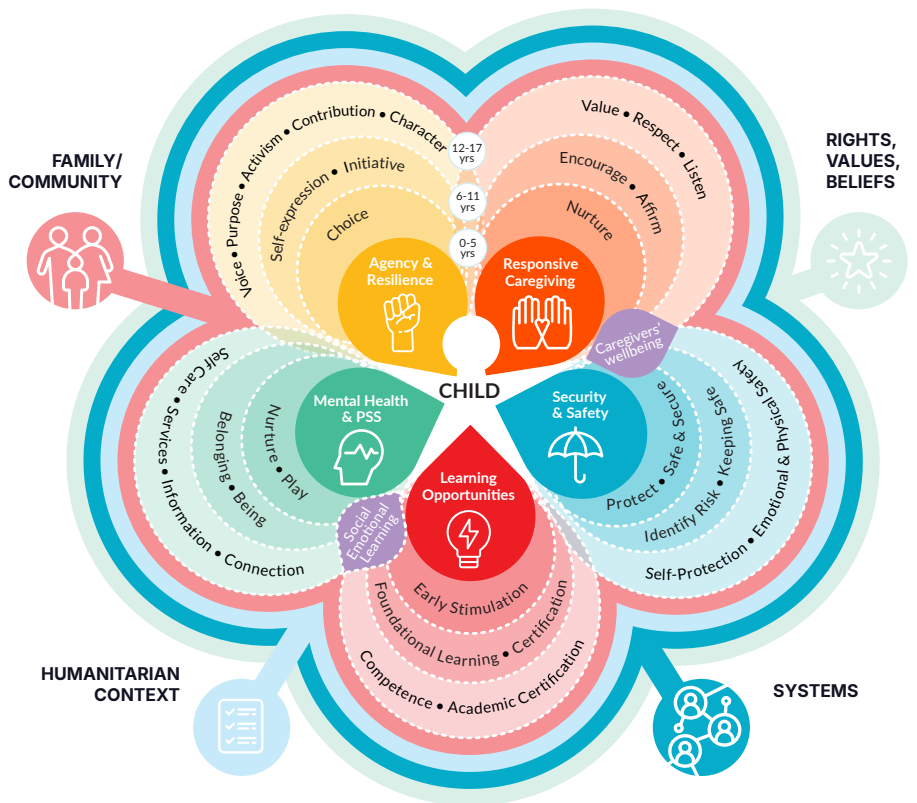 FAMILY/
COMMUNITY
RIGHTS,
VALUES,
BELIEFS
HUMANITARIAN
CONTEXT
SYSTEMS
12-17
yrs
6-11
yrs
0-5
yrs
Voice • Purpose • Activism • Contribution • Character
Self-expression • Initiative
Choice
Agency &
Resilience
Value • Respect • Listen
Encourage • Affirm
Nurture
Responsive
Caregiving
Caregivers'
wellbeing
CHILD
Self Care • Services • Information • Connection
Belonging • Being
Nurture • Play
Mental Health
& PSS
Security
& Safety
Protect • Safe & Secure
Identify Risk • Keeping Safe
Self-Protection • Emotional & Physical Safety
Social
Emotional
Learning
Learning
Opportunities
Early Stimulation
Foundational Learning • Certification
Competence • Academic Certification